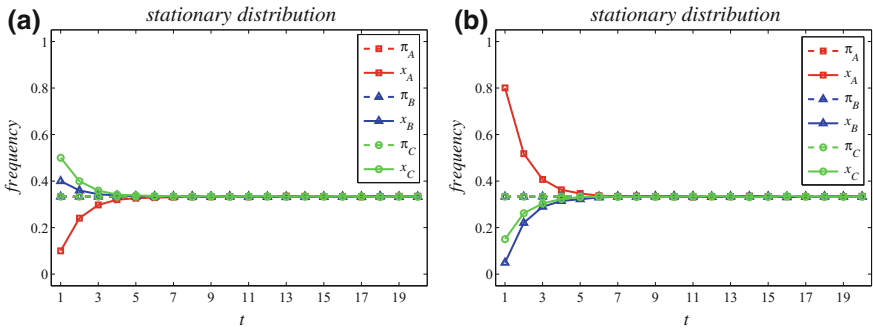 (a)
stationary distribution
frequency
1
0.8
0.6
0.4
0.2
0
1 3 5 7 9 11 13 15 17 19
t
π_A
x_A
π_B
x_B
π_C
x_C
(b)
stationary distribution
frequency
1
0.8
0.6
0.4
0.2
0
1 3 5 7 9 11 13 15 17 19
t
π_A
x_A
π_B
x_B
π_C
x_C